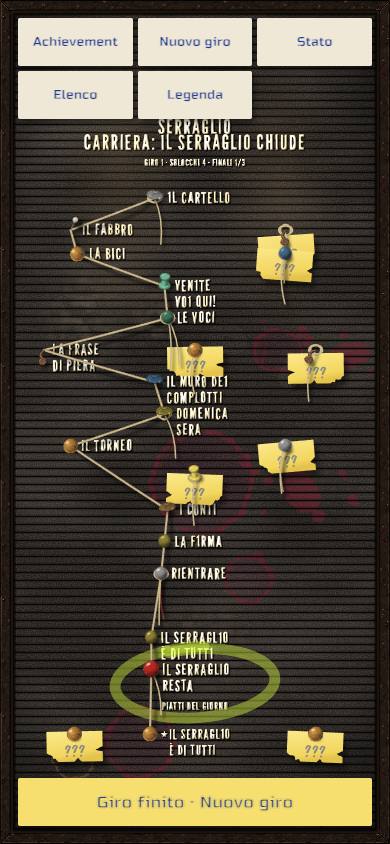 Achievement
Nuovo giro
Stato
Elenco
Legenda
SERRAGLIO
CARRIERA: IL SERRAGLIO CHIUDE
GIRO 1 · SBLOCCHI 4 · FINALI 1/3
IL CARTELLO
IL FABBRO
LA BICI
???
VENITE
VOI QUI!
LE VOCI
LA FRASE
DI PIERA
???
???
IL MURO DEI
COMPLOTTI
DOMENICA
SERA
IL TORNEO
???
???
I CONTI
LA FIRMA
RIENTRARE
IL SERRAGLIO
È DI TUTTI
IL SERRAGLIO
RESTA
PIATTI DEL GIORNO
★IL SERRAGLIO
È DI TUTTI
???
???
Giro finito · Nuovo giro